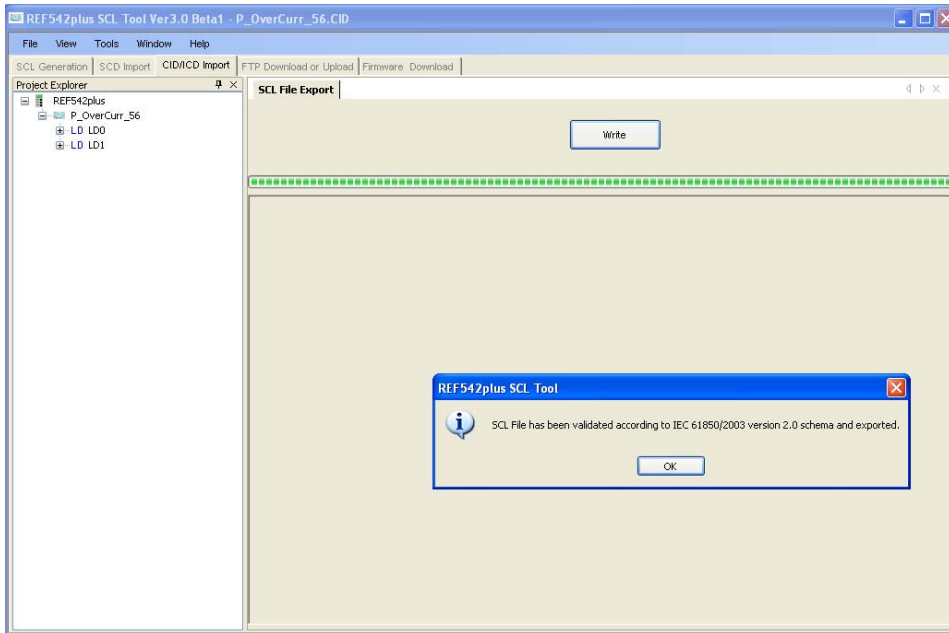 REF542plus SCL Tool Ver3.0 Beta1 - P_OverCurr_56.CID
File View Tools Window Help
SCL Generation SCD Import CID/ICD Import FTP Download or Upload Firmware Download
Project Explorer
SCL File Export
REF542plus
P_OverCurr_56
LD LD0
LD LD1
Write
REF542plus SCL Tool
SCL File has been validated according to IEC 61850/2003 version 2.0 schema and exported.
OK